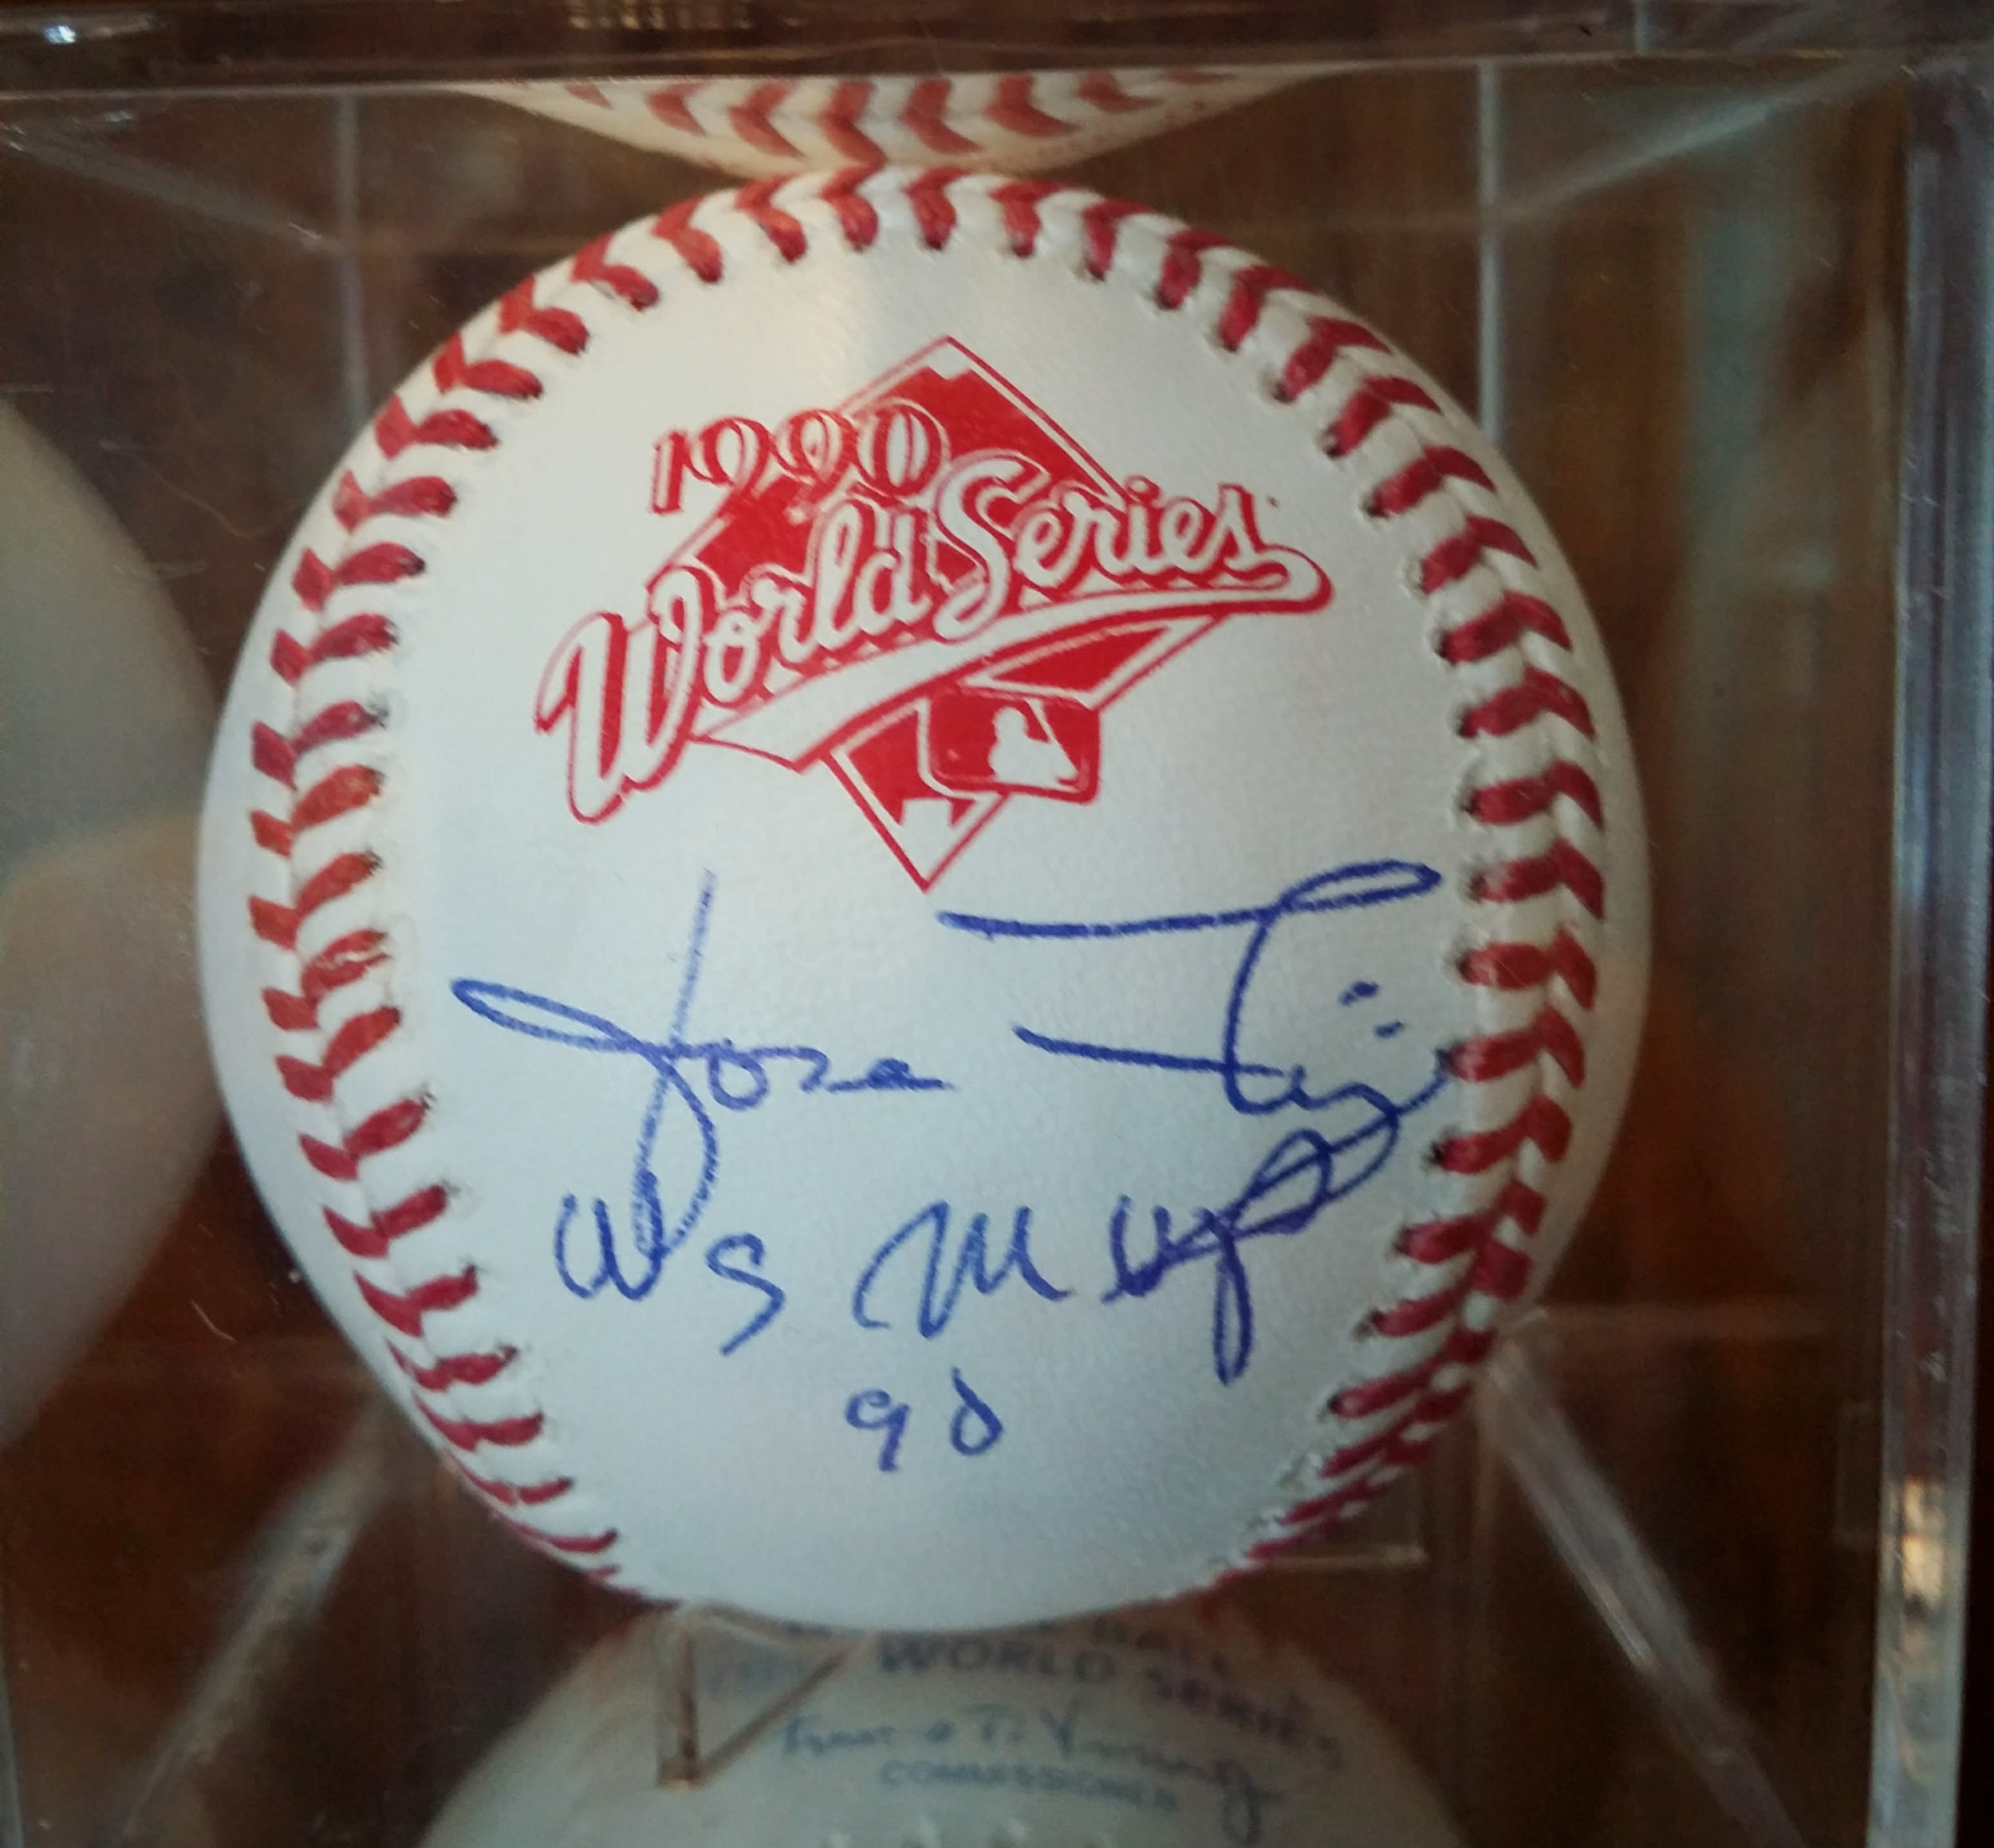 1990
World Series
Jose Rijo
WS MVP
90
WORLD SERIES
COMMISSIONER